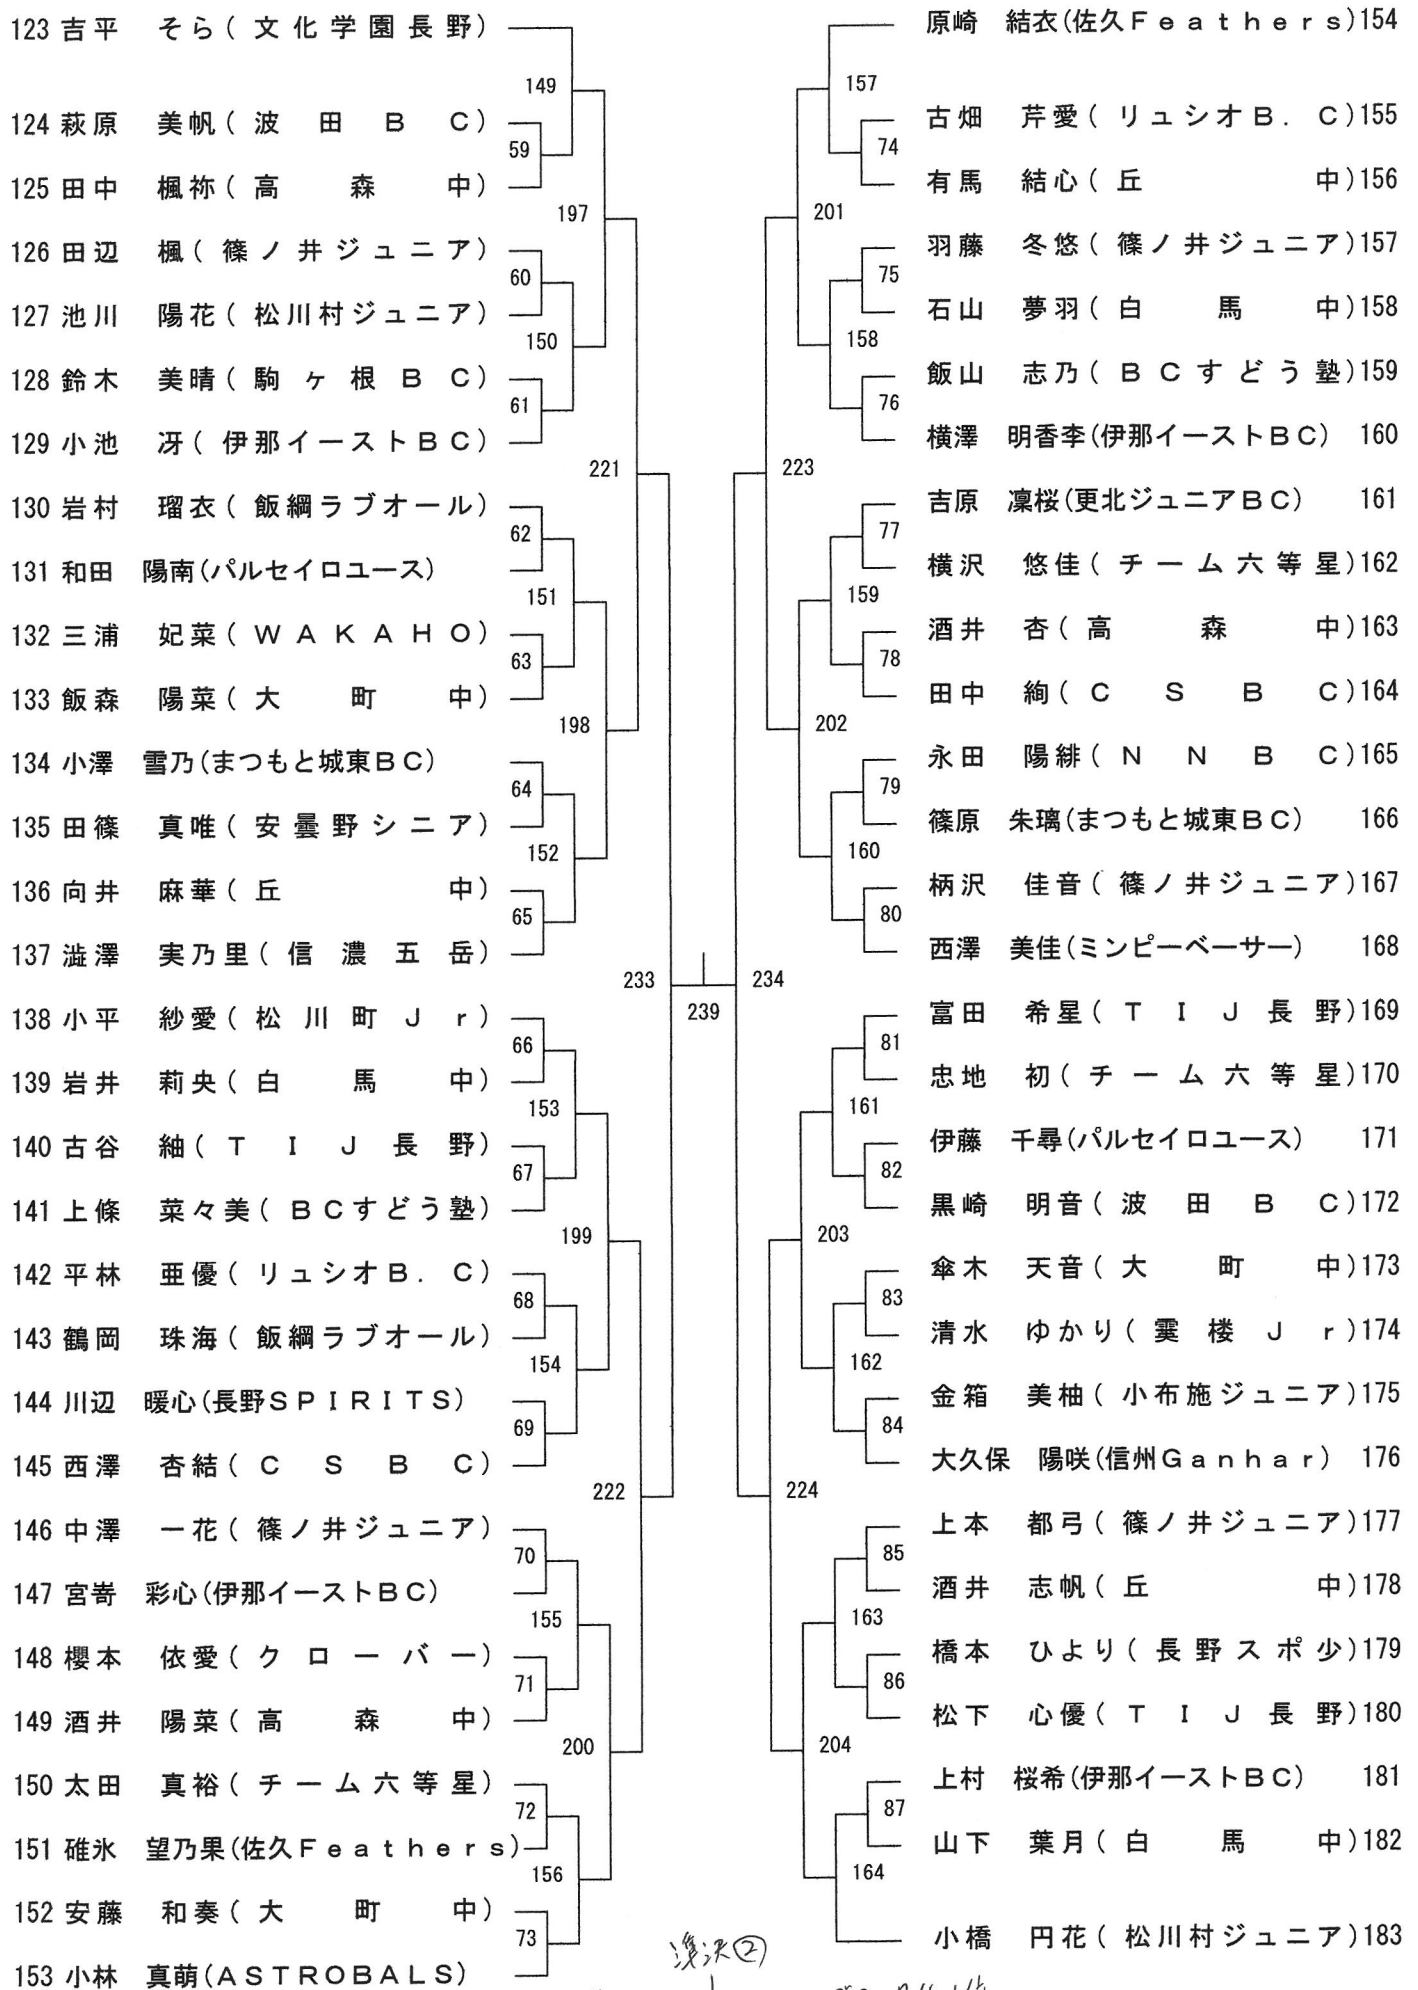 123 吉平 そら(文化学園長野)
149
124 萩原 美帆(波田BC)
59
125 田中 楓祢(高森中)
197
126 田辺 楓(篠ノ井ジュニア)
60
127 池川 陽花(松川村ジュニア)
150
128 鈴木 美晴(駒ヶ根BC)
61
129 小池 冴(伊那イーストBC)
221
130 岩村 瑠衣(飯綱ラブオール)
62
131 和田 陽南(パルセイロユース)
151
132 三浦 妃菜(WAKAHO)
63
133 飯森 陽菜(大町中)
198
134 小澤 雪乃(まつもと城東BC)
64
135 田篠 真唯(安曇野シニア)
152
136 向井 麻華(丘中)
65
137 澁澤 実乃里(信濃五岳)
233
138 小平 紗愛(松川町Jr)
66
139 岩井 莉央(白馬中)
153
140 古谷 紬(TIJ長野)
67
141 上條 菜々美(BCすどう塾)
199
142 平林 亜優(リュシオB.C)
68
143 鶴岡 珠海(飯綱ラブオール)
154
144 川辺 暖心(長野SPIRITS)
69
145 西澤 杏結(CSBC)
222
146 中澤 一花(篠ノ井ジュニア)
70
147 宮嵜 彩心(伊那イーストBC)
155
148 櫻本 依愛(クローバー)
71
149 酒井 陽菜(高森中)
200
150 太田 真裕(チーム六等星)
72
151 碓氷 望乃果(佐久Feathers)
156
152 安藤 和奏(大町中)
73
153 小林 真萌(ASTROBALS)
239
原崎 結衣(佐久Feathers)154
157
古畑 芹愛(リュシオB.C)155
74
有馬 結心(丘中)156
201
羽藤 冬悠(篠ノ井ジュニア)157
75
石山 夢羽(白馬中)158
158
飯山 志乃(BCすどう塾)159
76
横澤 明香李(伊那イーストBC) 160
223
吉原 凜桜(更北ジュニアBC) 161
77
横沢 悠佳(チーム六等星)162
159
酒井 杏(高森中)163
78
田中 絢(CSBC)164
202
永田 陽緋(NNBC)165
79
篠原 朱璃(まつもと城東BC) 166
160
柄沢 佳音(篠ノ井ジュニア)167
80
西澤 美佳(ミンピーベーサー) 168
234
富田 希星(TIJ長野)169
81
忠地 初(チーム六等星)170
161
伊藤 千尋(パルセイロユース) 171
82
黒崎 明音(波田BC)172
203
傘木 天音(大町中)173
83
清水 ゆかり(霙楼Jr)174
162
金箱 美柚(小布施ジュニア)175
84
大久保 陽咲(信州Ganhar) 176
224
上本 都弓(篠ノ井ジュニア)177
85
酒井 志帆(丘中)178
163
橋本 ひより(長野スポ少)179
86
松下 心優(TIJ長野)180
204
上村 桜希(伊那イーストBC) 181
87
山下 葉月(白馬中)182
164
小橋 円花(松川村ジュニア)183
準決②